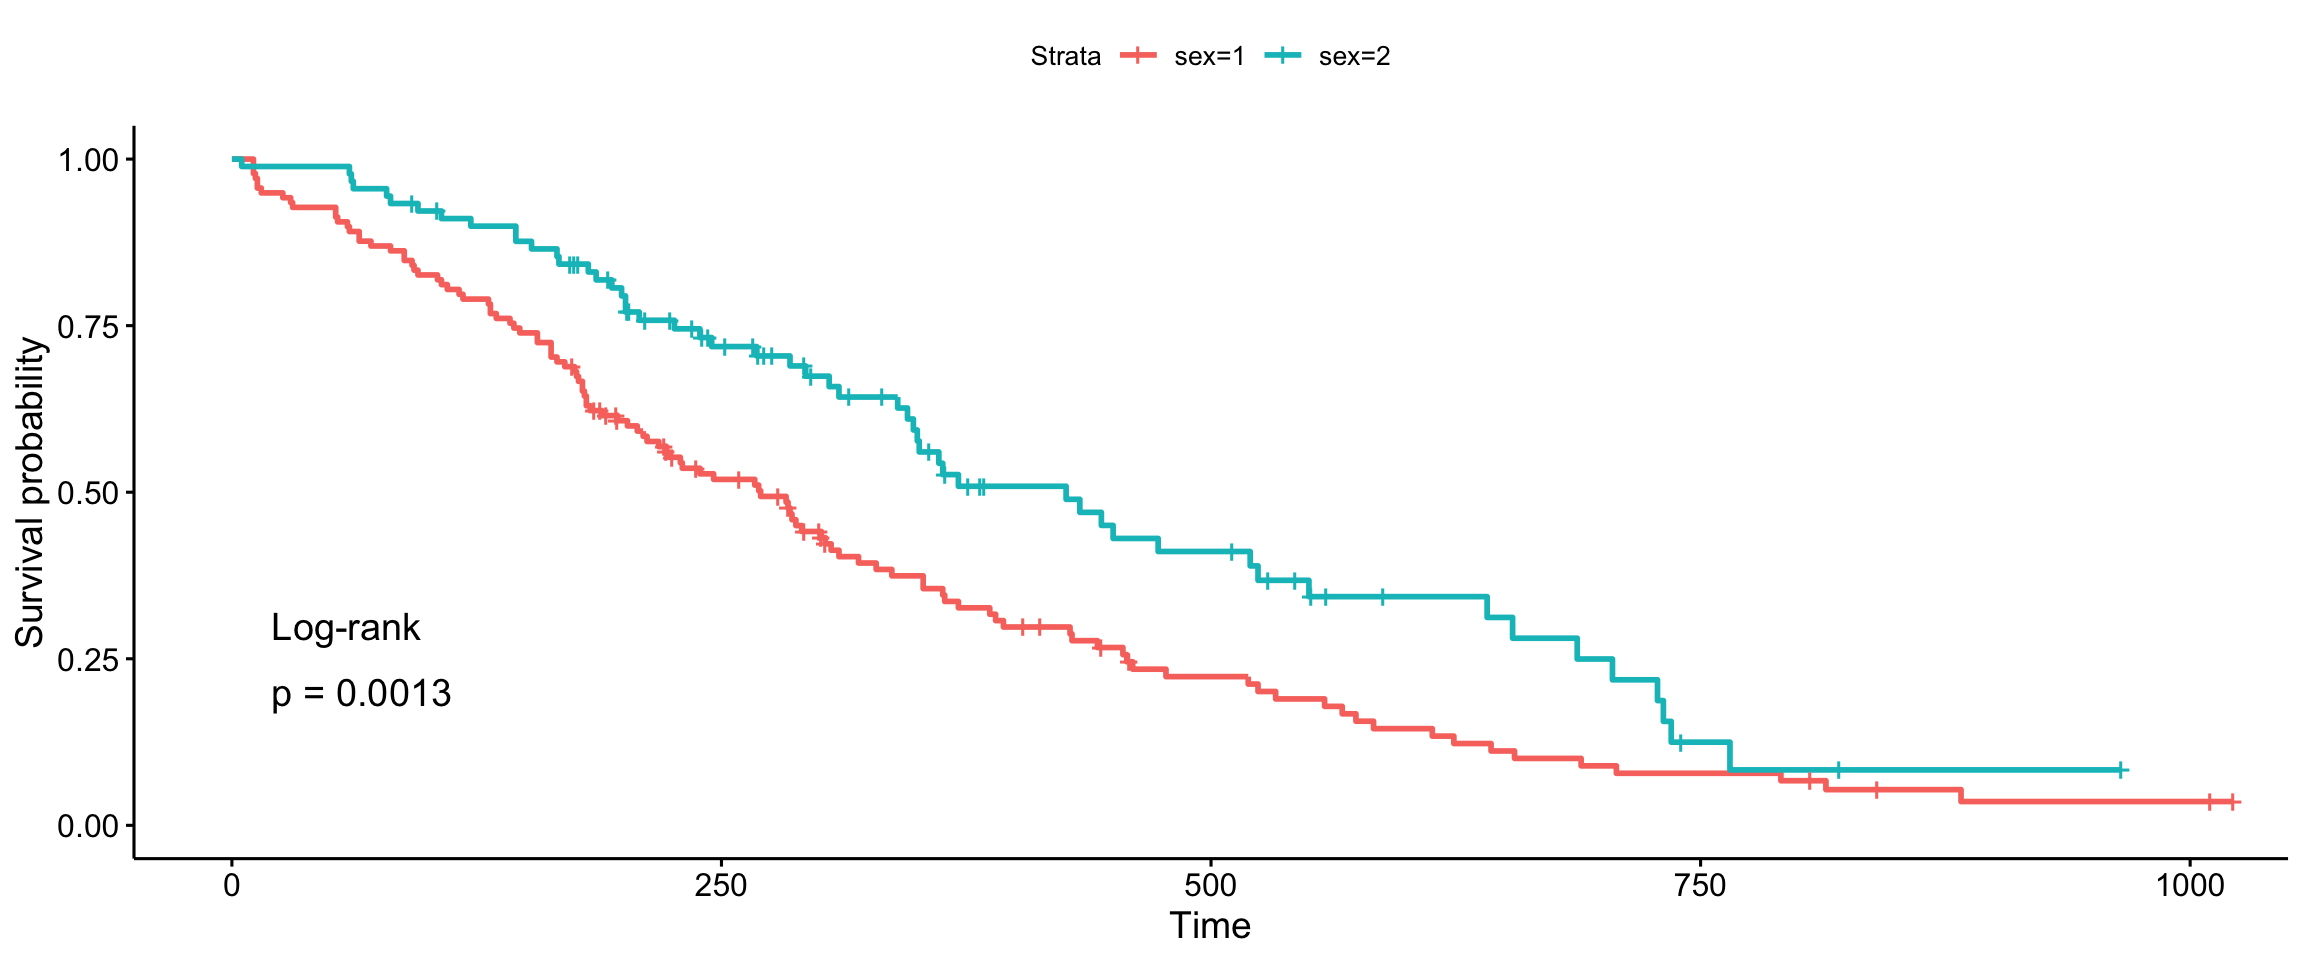 Strata sex=1 sex=2
Survival probability
1.00
0.75
0.50
0.25
0.00
Log-rank
p = 0.0013
0 250 500 750 1000
Time